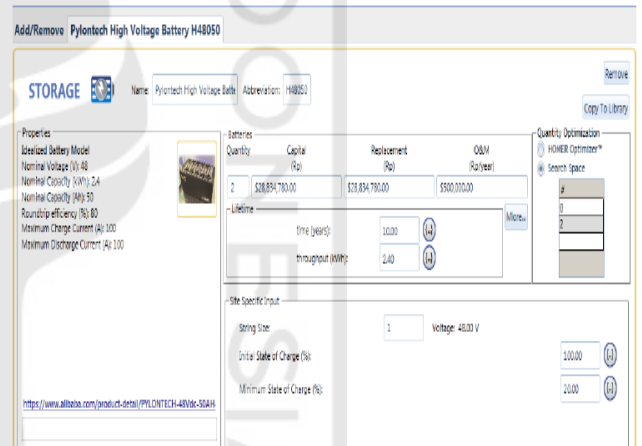 Add/Remove Pylontech High Voltage Battery H48050
Remove
STORAGE Name: Pylontech High Voltage Batte Abbreviation: H48050
Copy To Library
Properties
Idealized Battery Model
Nominal Voltage (V): 48
Nominal Capacity (kWh): 2.4
Nominal Capacity (Ah): 50
Roundtrip efficiency (%): 80
Maximum Charge Current (A): 100
Maximum Discharge Current (A): 100
https://www.alibaba.com/product-detail/PYLONTECH-48Vdc-50AH-
Batteries
Quantity Capital (Rp) Replacement (Rp) O&M (Rp/year)
2 $28,834,780.00 $28,834,780.00 $500,000.00
Lifetime
time (years): 10.00 (..)
throughput (kWh): 2.40 (..)
More...
Quantity Optimization
HOMER Optimizer™
Search Space
#
0
2
Site Specific Input
String Size: 1 Voltage: 48.00 V
Initial State of Charge (%): 100.00 (..)
Minimum State of Charge (%): 20.00 (..)
ONESIA